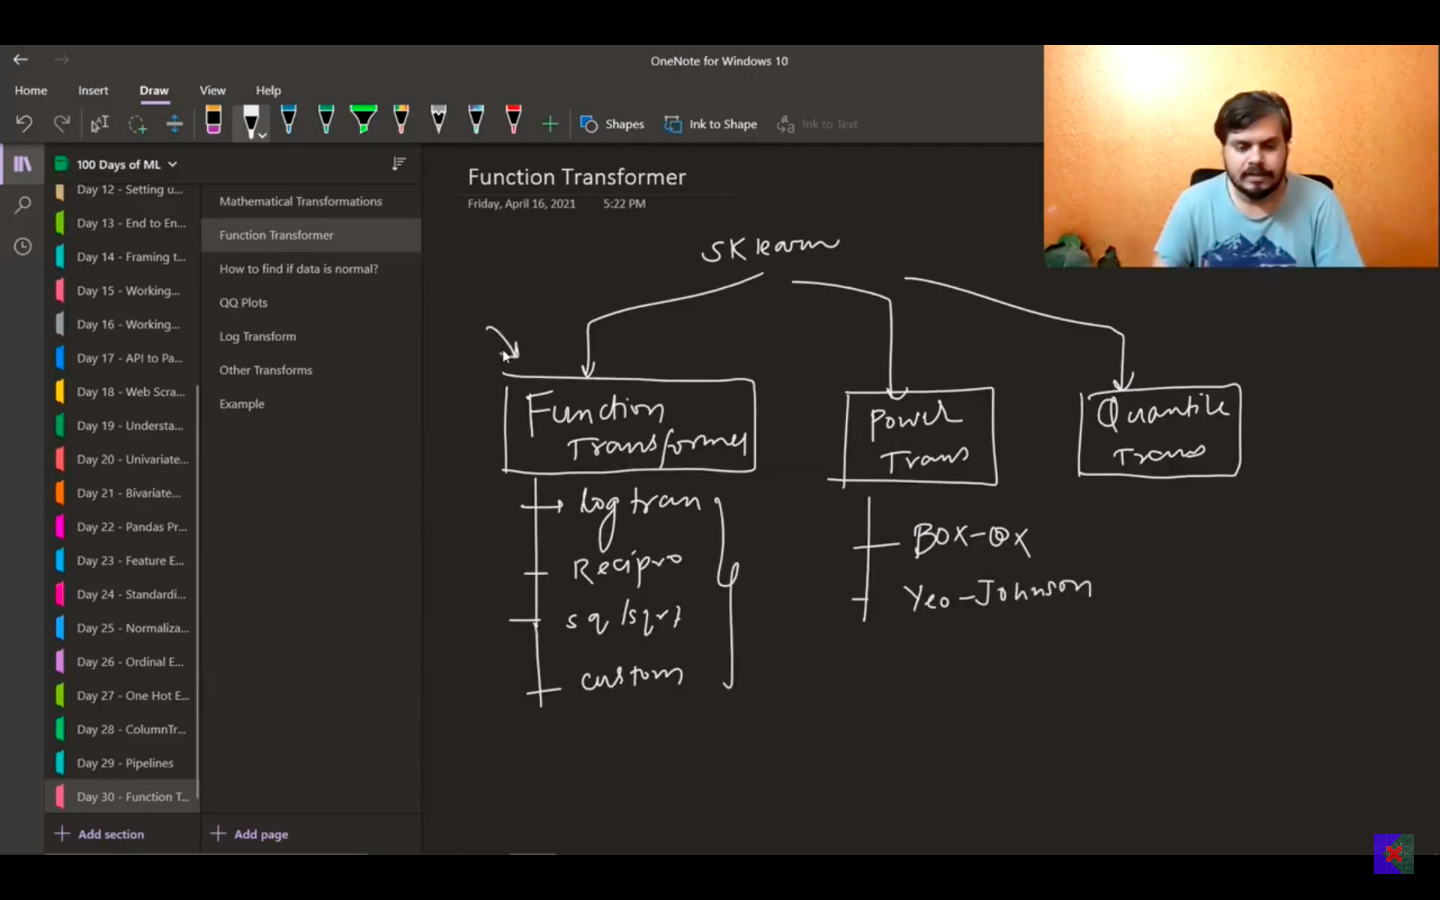 OneNote for Windows 10
Home Insert Draw View Help
Shapes Ink to Shape Ink to Text
100 Days of ML
Day 12 - Setting u...
Day 13 - End to En...
Day 14 - Framing t...
Day 15 - Working...
Day 16 - Working...
Day 17 - API to Pa...
Day 18 - Web Scra...
Day 19 - Understa...
Day 20 - Univariate...
Day 21 - Bivariate...
Day 22 - Pandas Pr...
Day 23 - Feature E...
Day 24 - Standardi...
Day 25 - Normaliza...
Day 26 - Ordinal E...
Day 27 - One Hot E...
Day 28 - ColumnTr...
Day 29 - Pipelines
Day 30 - Function T...
Add section
Mathematical Transformations
Function Transformer
How to find if data is normal?
QQ Plots
Log Transform
Other Transforms
Example
Add page
Function Transformer
Friday, April 16, 2021 5:22 PM
SK learn
Function
Transformer
Log tran
Recipro
sq/sqrt
custom
Power
Trans
Box-Cox
Yeo-Johnson
Quantile
Trans